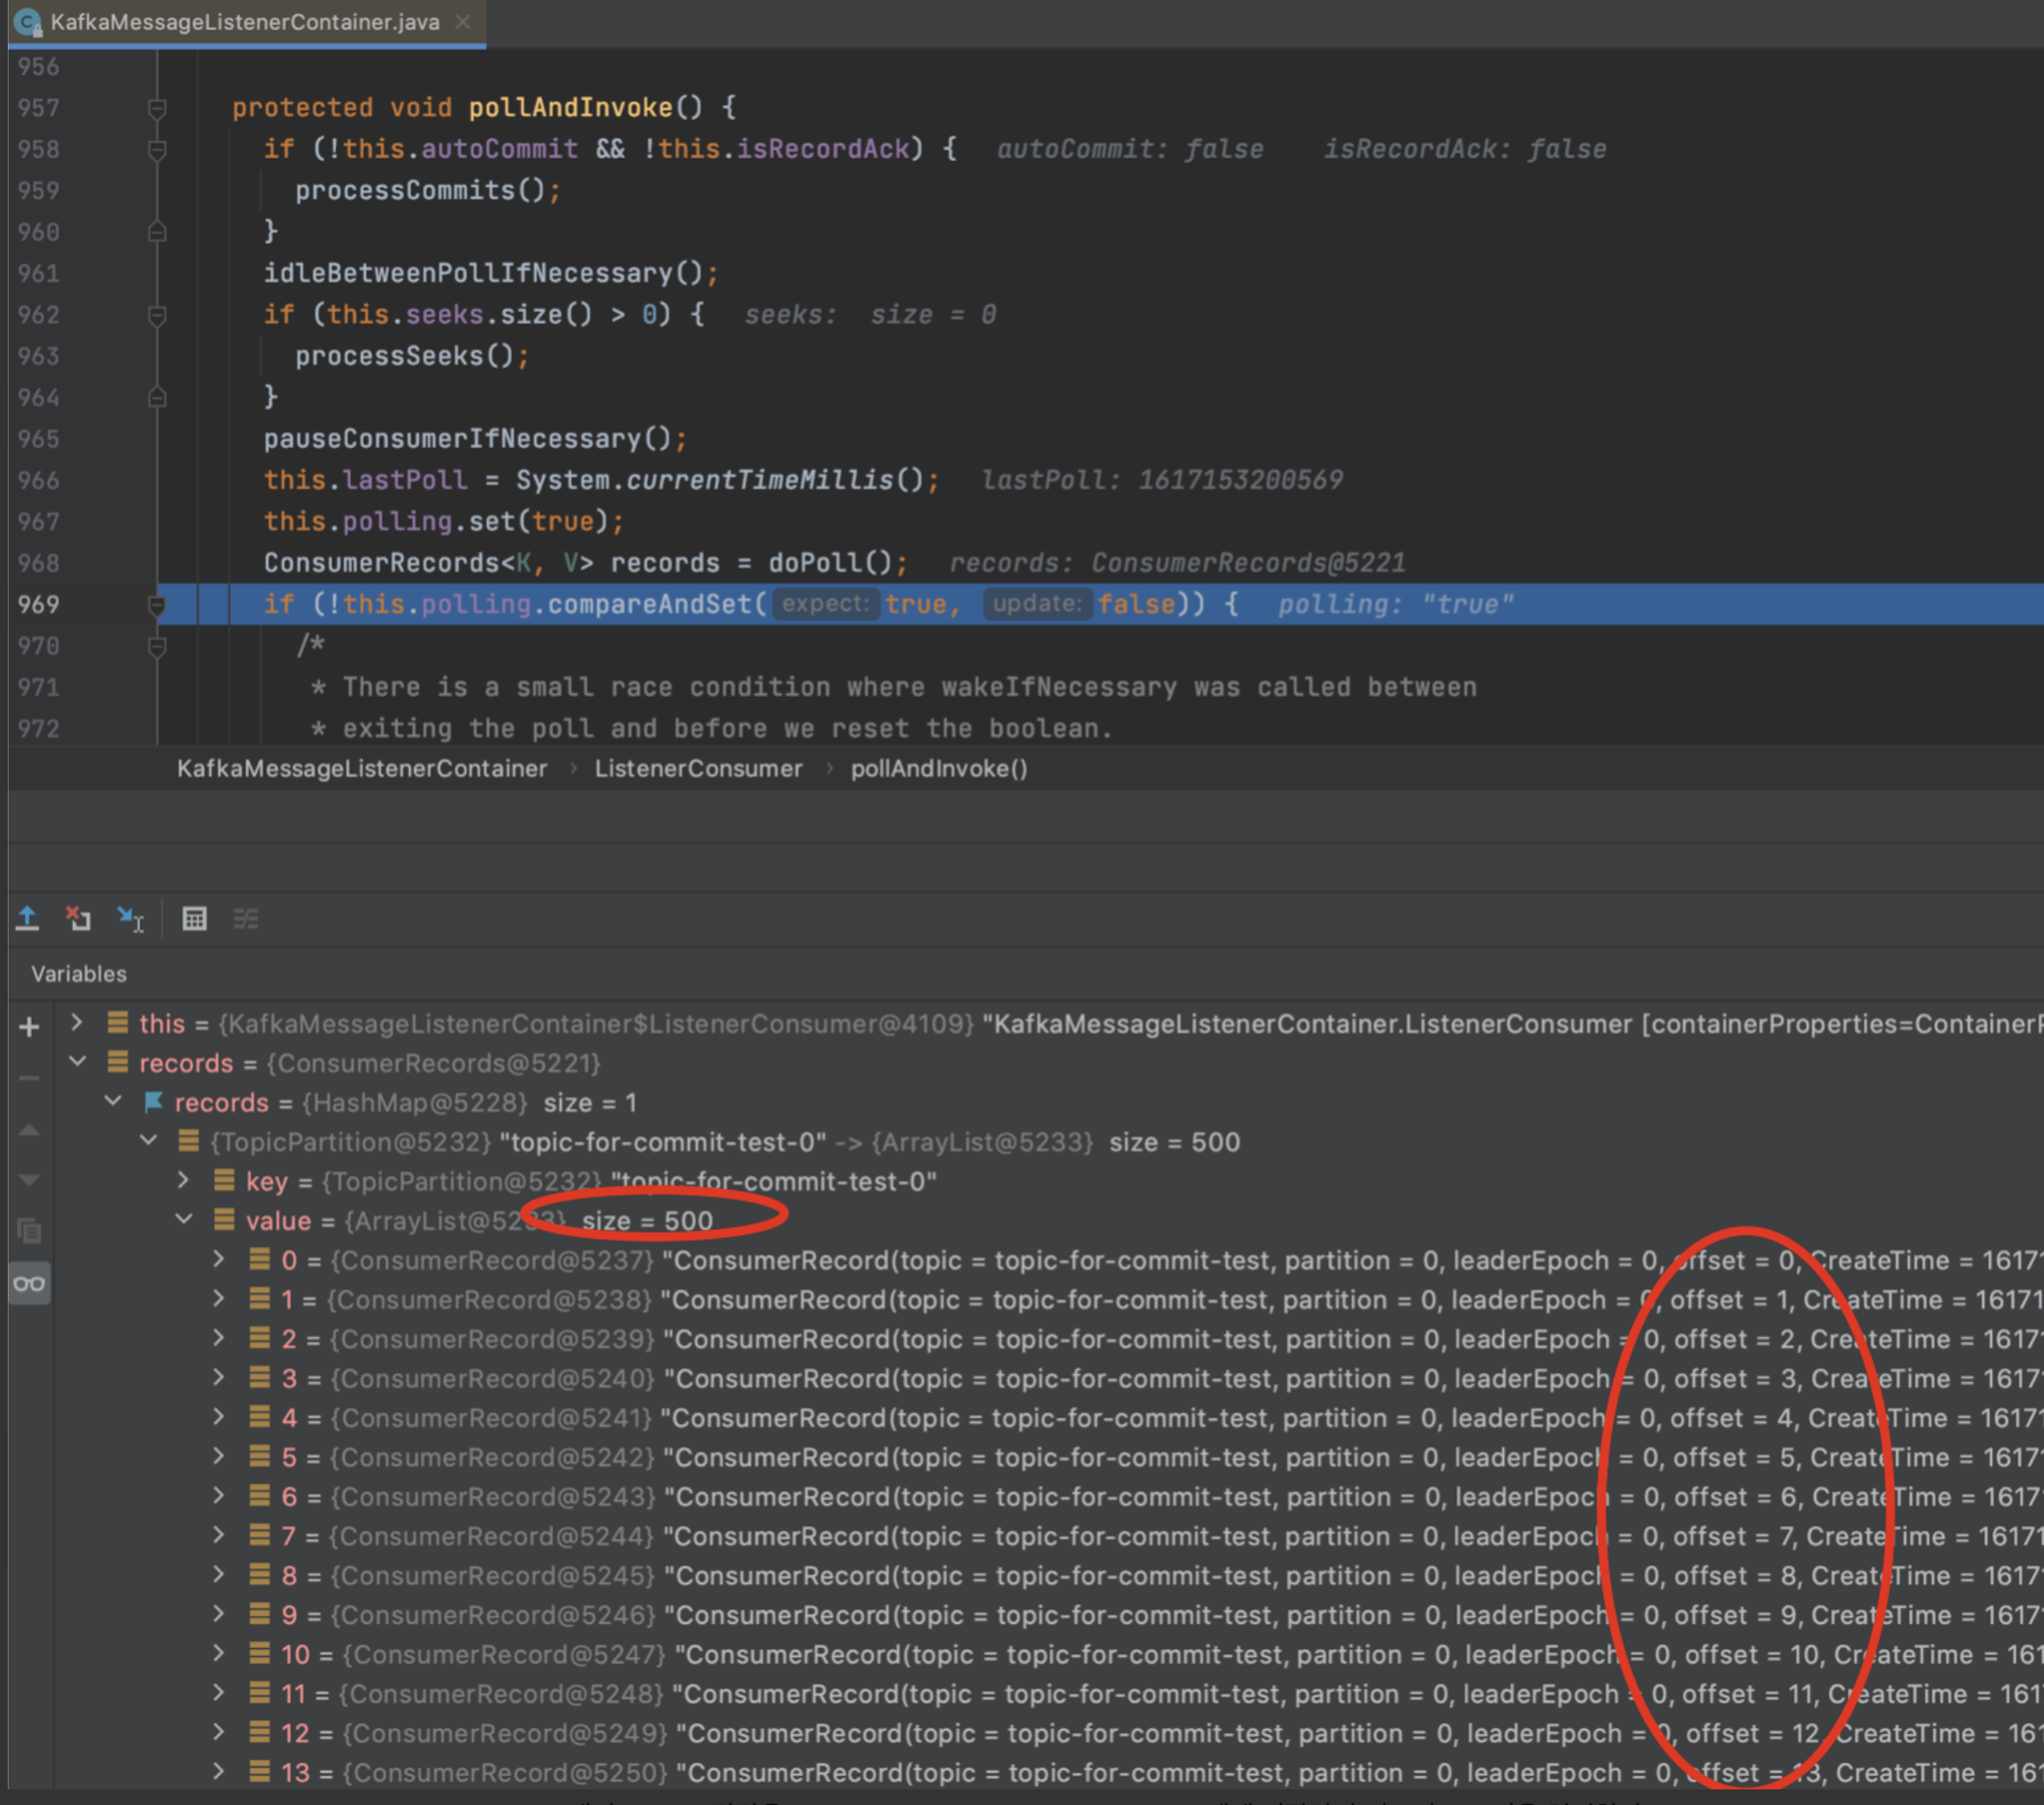 KafkaMessageListenerContainer.java
956
957 protected void pollAndInvoke() {
958 if (!this.autoCommit && !this.isRecordAck) { autoCommit: false isRecordAck: false
959 processCommits();
960 }
961 idleBetweenPollIfNecessary();
962 if (this.seeks.size() > 0) { seeks: size = 0
963 processSeeks();
964 }
965 pauseConsumerIfNecessary();
966 this.lastPoll = System.currentTimeMillis(); lastPoll: 1617153200569
967 this.polling.set(true);
968 ConsumerRecords<K, V> records = doPoll(); records: ConsumerRecords@5221
969 if (!this.polling.compareAndSet( expect: true, update: false)) { polling: "true"
970 /*
971 * There is a small race condition where wakeIfNecessary was called between
972 * exiting the poll and before we reset the boolean.
KafkaMessageListenerContainer › ListenerConsumer › pollAndInvoke()
Variables
this = {KafkaMessageListenerContainer$ListenerConsumer@4109} "KafkaMessageListenerContainer.ListenerConsumer [containerProperties=Container
records = {ConsumerRecords@5221}
records = {HashMap@5228} size = 1
{TopicPartition@5232} "topic-for-commit-test-0" -> {ArrayList@5233} size = 500
key = {TopicPartition@5232} "topic-for-commit-test-0"
value = {ArrayList@5233} size = 500
0 = {ConsumerRecord@5237} "ConsumerRecord(topic = topic-for-commit-test, partition = 0, leaderEpoch = 0, offset = 0, CreateTime = 1617
1 = {ConsumerRecord@5238} "ConsumerRecord(topic = topic-for-commit-test, partition = 0, leaderEpoch = 0, offset = 1, CreateTime = 1617
2 = {ConsumerRecord@5239} "ConsumerRecord(topic = topic-for-commit-test, partition = 0, leaderEpoch = 0, offset = 2, CreateTime = 1617
3 = {ConsumerRecord@5240} "ConsumerRecord(topic = topic-for-commit-test, partition = 0, leaderEpoch = 0, offset = 3, CreateTime = 1617
4 = {ConsumerRecord@5241} "ConsumerRecord(topic = topic-for-commit-test, partition = 0, leaderEpoch = 0, offset = 4, CreateTime = 1617
5 = {ConsumerRecord@5242} "ConsumerRecord(topic = topic-for-commit-test, partition = 0, leaderEpoch = 0, offset = 5, CreateTime = 1617
6 = {ConsumerRecord@5243} "ConsumerRecord(topic = topic-for-commit-test, partition = 0, leaderEpoch = 0, offset = 6, CreateTime = 1617
7 = {ConsumerRecord@5244} "ConsumerRecord(topic = topic-for-commit-test, partition = 0, leaderEpoch = 0, offset = 7, CreateTime = 1617
8 = {ConsumerRecord@5245} "ConsumerRecord(topic = topic-for-commit-test, partition = 0, leaderEpoch = 0, offset = 8, CreateTime = 1617
9 = {ConsumerRecord@5246} "ConsumerRecord(topic = topic-for-commit-test, partition = 0, leaderEpoch = 0, offset = 9, CreateTime = 1617
10 = {ConsumerRecord@5247} "ConsumerRecord(topic = topic-for-commit-test, partition = 0, leaderEpoch = 0, offset = 10, CreateTime = 161
11 = {ConsumerRecord@5248} "ConsumerRecord(topic = topic-for-commit-test, partition = 0, leaderEpoch = 0, offset = 11, CreateTime = 161
12 = {ConsumerRecord@5249} "ConsumerRecord(topic = topic-for-commit-test, partition = 0, leaderEpoch = 0, offset = 12, CreateTime = 161
13 = {ConsumerRecord@5250} "ConsumerRecord(topic = topic-for-commit-test, partition = 0, leaderEpoch = 0, offset = 13, CreateTime = 161